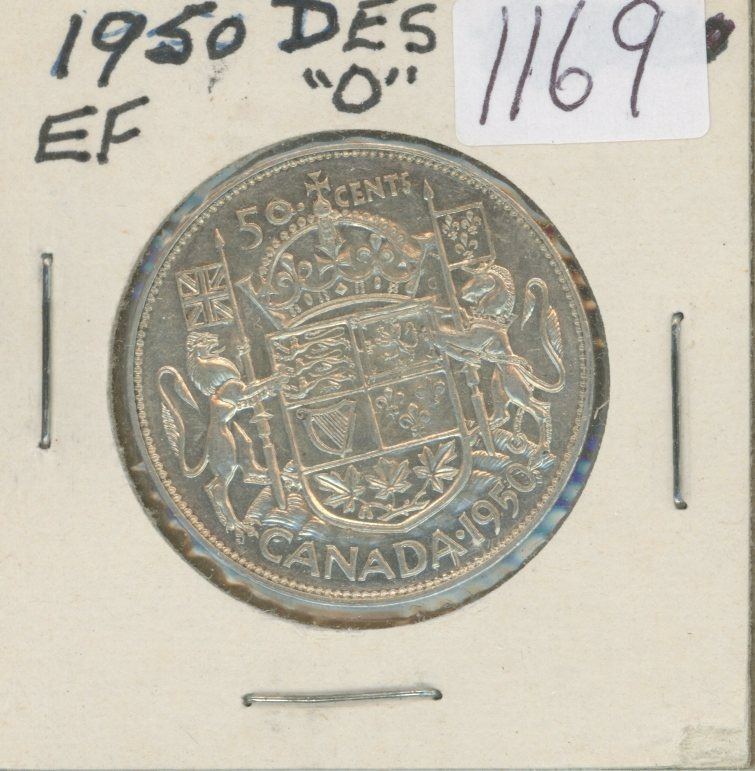 1950 DES 1169
"O"
EF
50 CENTS
CANADA · 1950